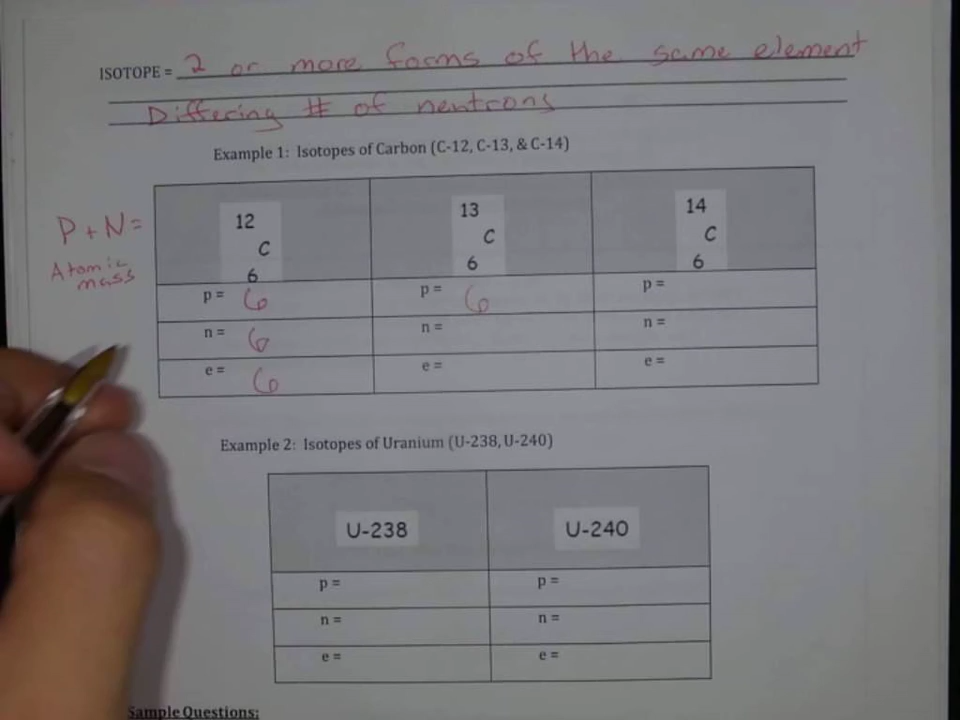 ISOTOPE = 2 or more forms of the same element
Differing # of neutrons
Example 1: Isotopes of Carbon (C-12, C-13, & C-14)
P + N =
Atomic
mass
12 13 14
C C C
6 6 6
p = 6 p = 6 p =
n = 6 n = n =
e = 6 e = e =
Example 2: Isotopes of Uranium (U-238, U-240)
U-238 U-240
p = p =
n = n =
e = e =
Sample Questions: